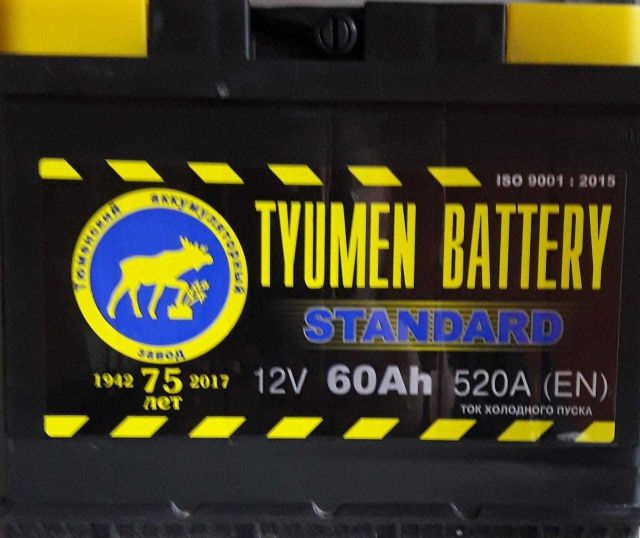 ISO 9001 : 2015
Тюменский аккумуляторный
завод
TYUMEN BATTERY
STANDARD
1942 75 2017
лет
12V 60Ah 520A (EN)
ТОК ХОЛОДНОГО ПУСКА